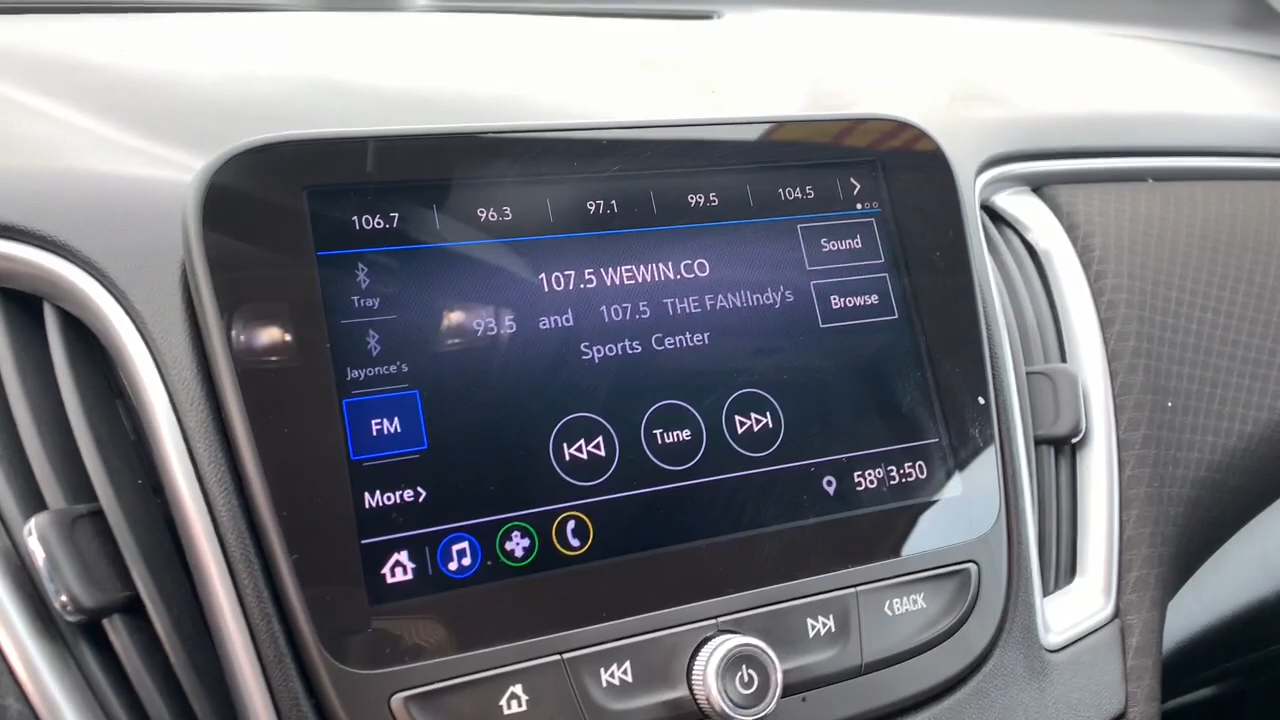 106.7 96.3 97.1 99.5 104.5
Sound
107.5 WEWIN.CO
Tray
Browse
93.5 and 107.5 THE FAN!Indy's
Sports Center
Jayonce's
FM
Tune
More
58° 3:50
BACK